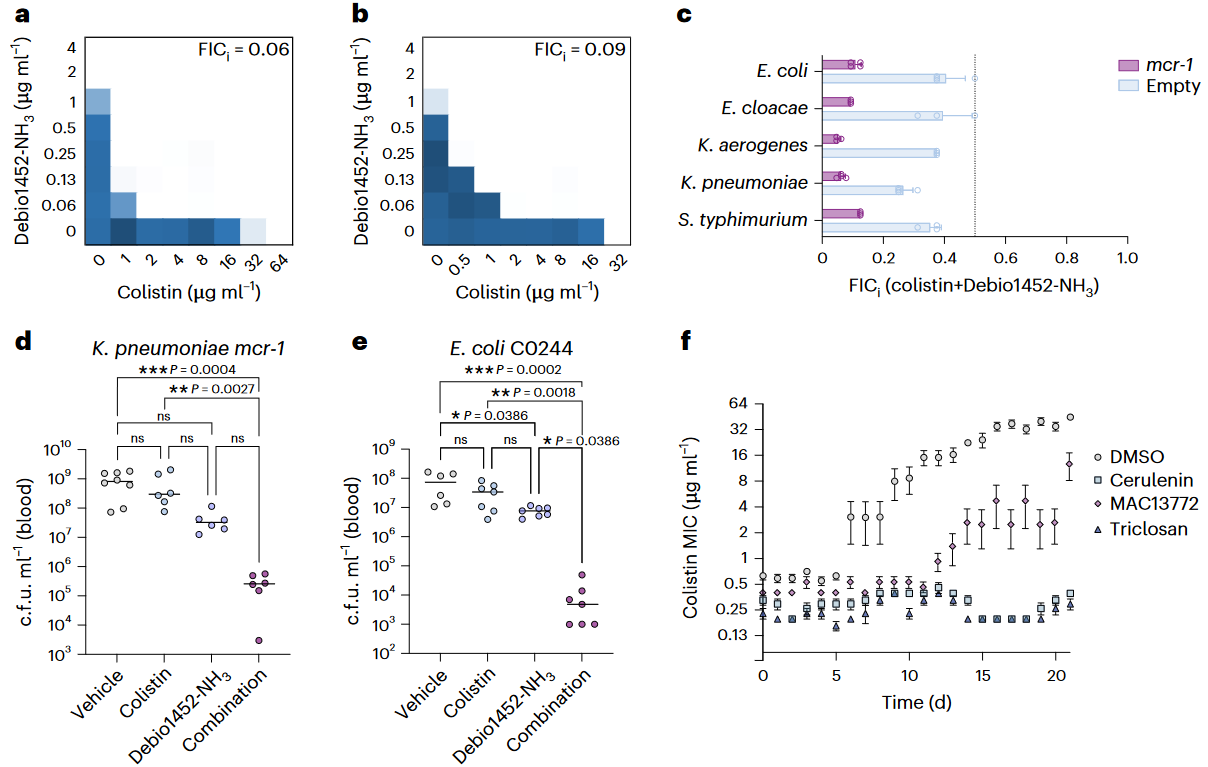 a
FICi = 0.06
Debio1452-NH3 (µg ml−1)
4
2
1
0.5
0.25
0.13
0.06
0
0 1 2 4 8 16 32 64
Colistin (µg ml−1)
b
FICi = 0.09
Debio1452-NH3 (µg ml−1)
4
2
1
0.5
0.25
0.13
0.06
0
0 0.5 1 2 4 8 16 32
Colistin (µg ml−1)
c
mcr-1
Empty
E. coli
E. cloacae
K. aerogenes
K. pneumoniae
S. typhimurium
0 0.2 0.4 0.6 0.8 1.0
FICi (colistin+Debio1452-NH3)
d
K. pneumoniae mcr-1
*** P = 0.0004
** P = 0.0027
ns
ns ns ns
c.f.u. ml−1 (blood)
10^10
10^9
10^8
10^7
10^6
10^5
10^4
10^3
Vehicle
Colistin
Debio1452-NH3
Combination
e
E. coli C0244
*** P = 0.0002
** P = 0.0018
* P = 0.0386
ns ns * P = 0.0386
c.f.u. ml−1 (blood)
10^9
10^8
10^7
10^6
10^5
10^4
10^3
10^2
Vehicle
Colistin
Debio1452-NH3
Combination
f
Colistin MIC (µg ml−1)
64
32
16
8
4
2
1
0.5
0.25
0.13
0 5 10 15 20
Time (d)
DMSO
Cerulenin
MAC13772
Triclosan